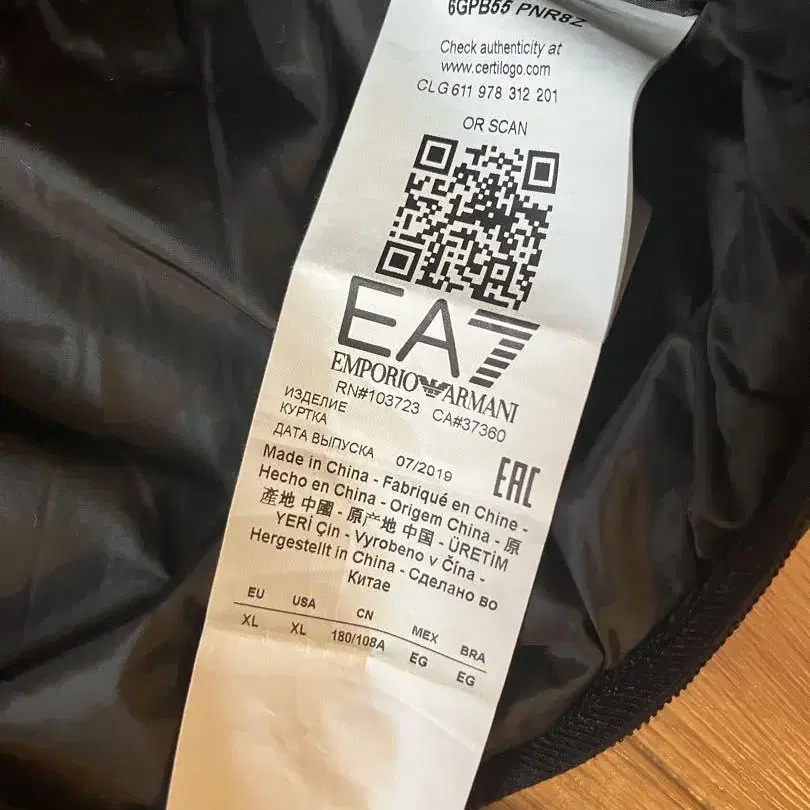 6GPB55 PNR8Z
Check authenticity at
www.certilogo.com
CLG 611 978 312 201
OR SCAN
EA7
EMPORIO ARMANI
RN#103723 CA#37360
ИЗДЕЛИЕ
КУРТКА
ДАТА ВЫПУСКА 07/2019
EAC
Made in China - Fabriqué en Chine -
Hecho en China - Origem China - 原
產地 中國 - 原产地 中国 - ÜRETİM
YERİ Çin - Vyrobeno v Čína -
Hergestellt in China - Сделано во
Китае
EU USA CN MEX BRA
XL XL 180/108A EG EG